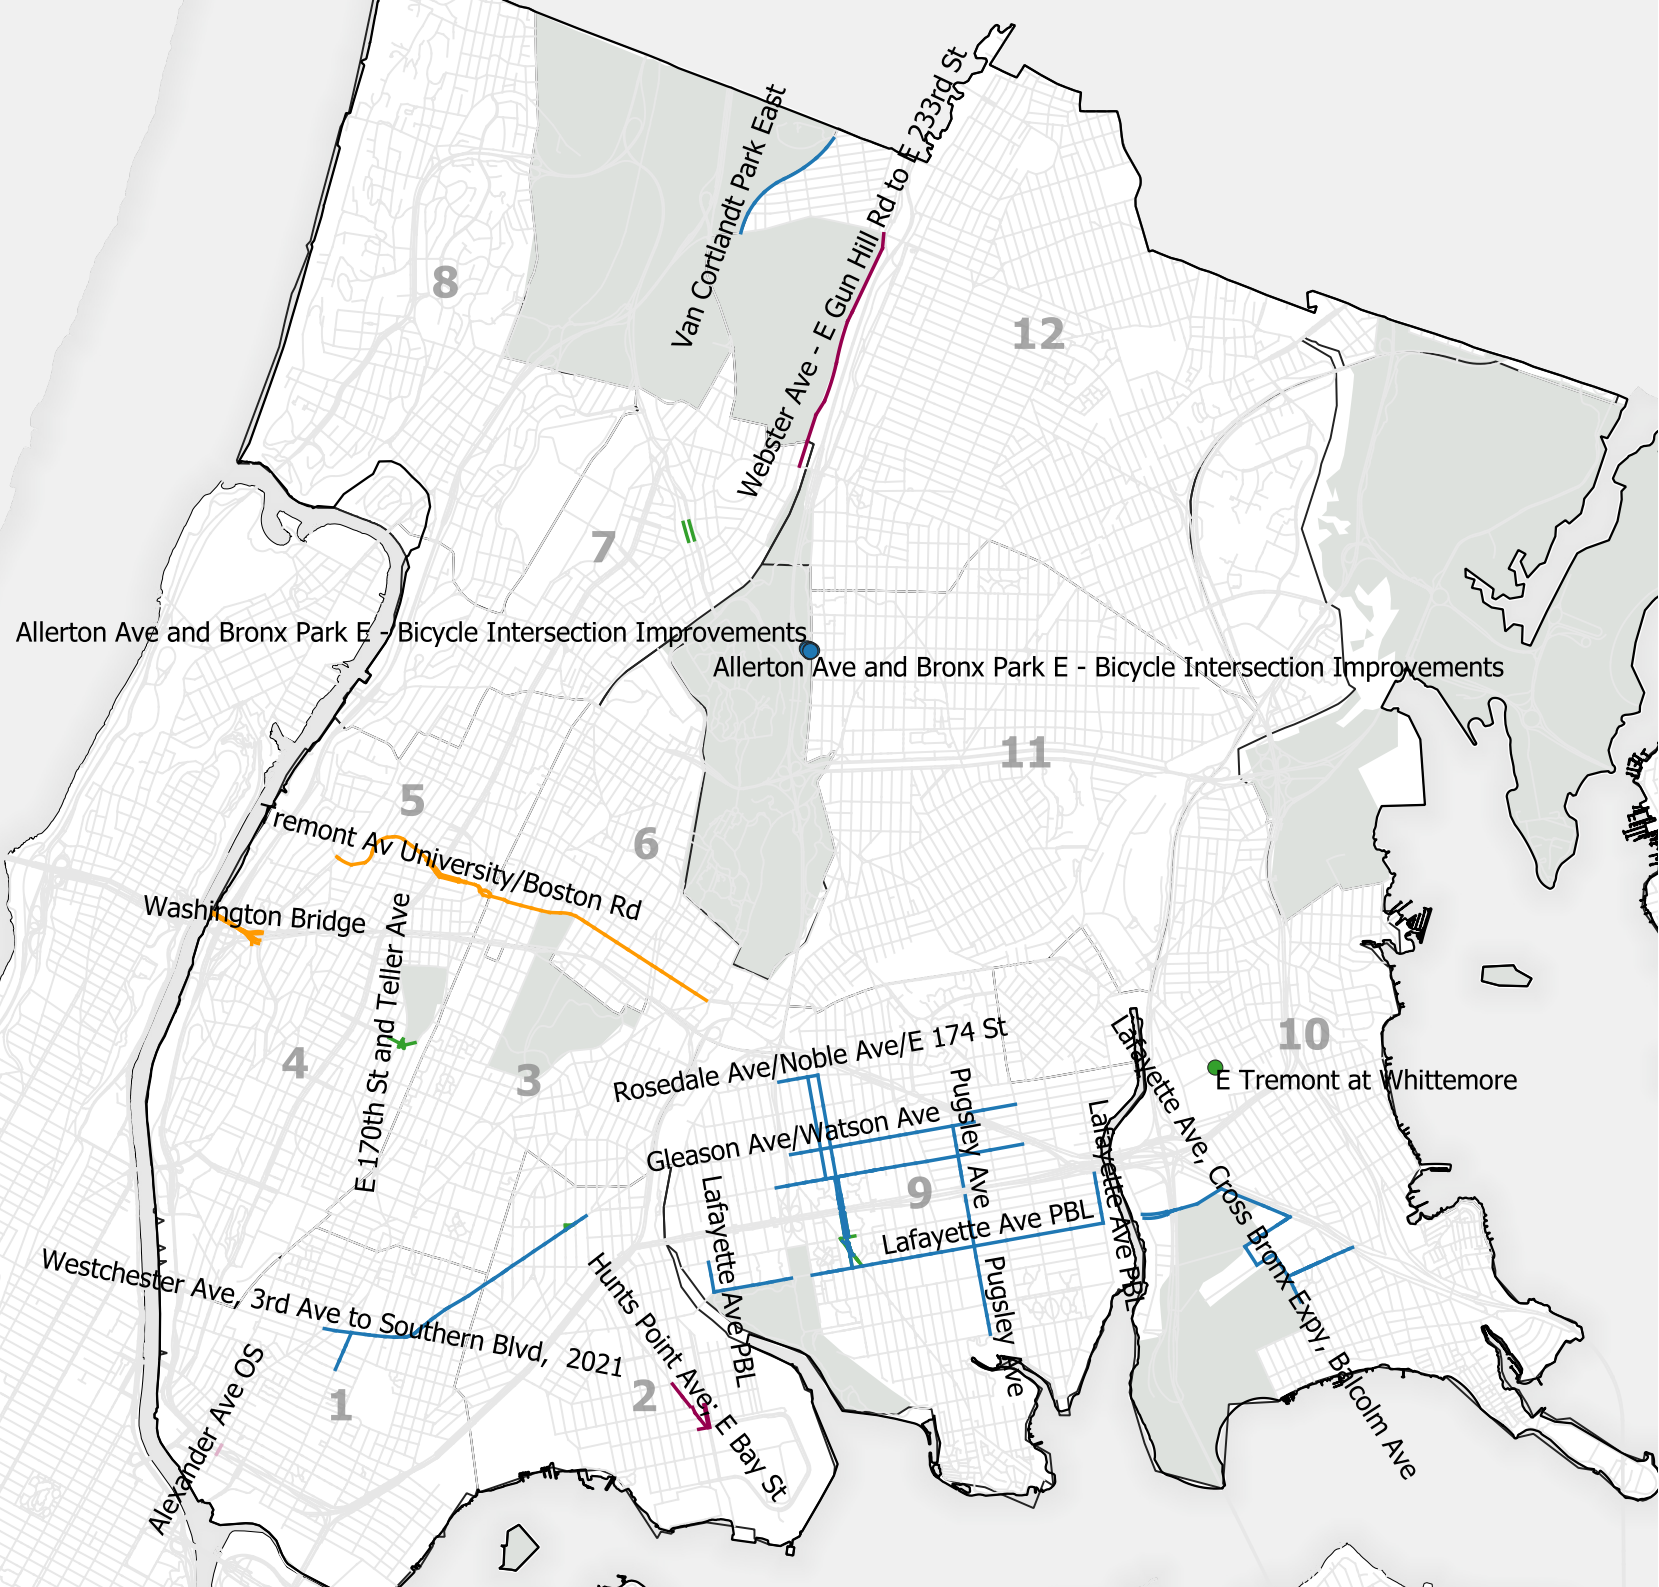 Van Cortlandt Park East
Webster Ave - E Gun Hill Rd to E 233rd St
8
12
7
Allerton Ave and Bronx Park E - Bicycle Intersection Improvements
Allerton Ave and Bronx Park E - Bicycle Intersection Improvements
11
5
6
Tremont Av University/Boston Rd
Washington Bridge
E 170th St and Teller Ave
4
3
10
Rosedale Ave/Noble Ave/E 174 St
E Tremont at Whittemore
Gleason Ave/Watson Ave
Pugsley Ave
Lafayette Ave PBL
Lafayette Ave, Cross Bronx Expy, Balcolm Ave
9
Lafayette Ave PBL
Lafayette Ave PBL
Pugsley Ave
Westchester Ave, 3rd Ave to Southern Blvd, 2021
Hunts Point Ave; E Bay St
Alexander Ave OS
1
2